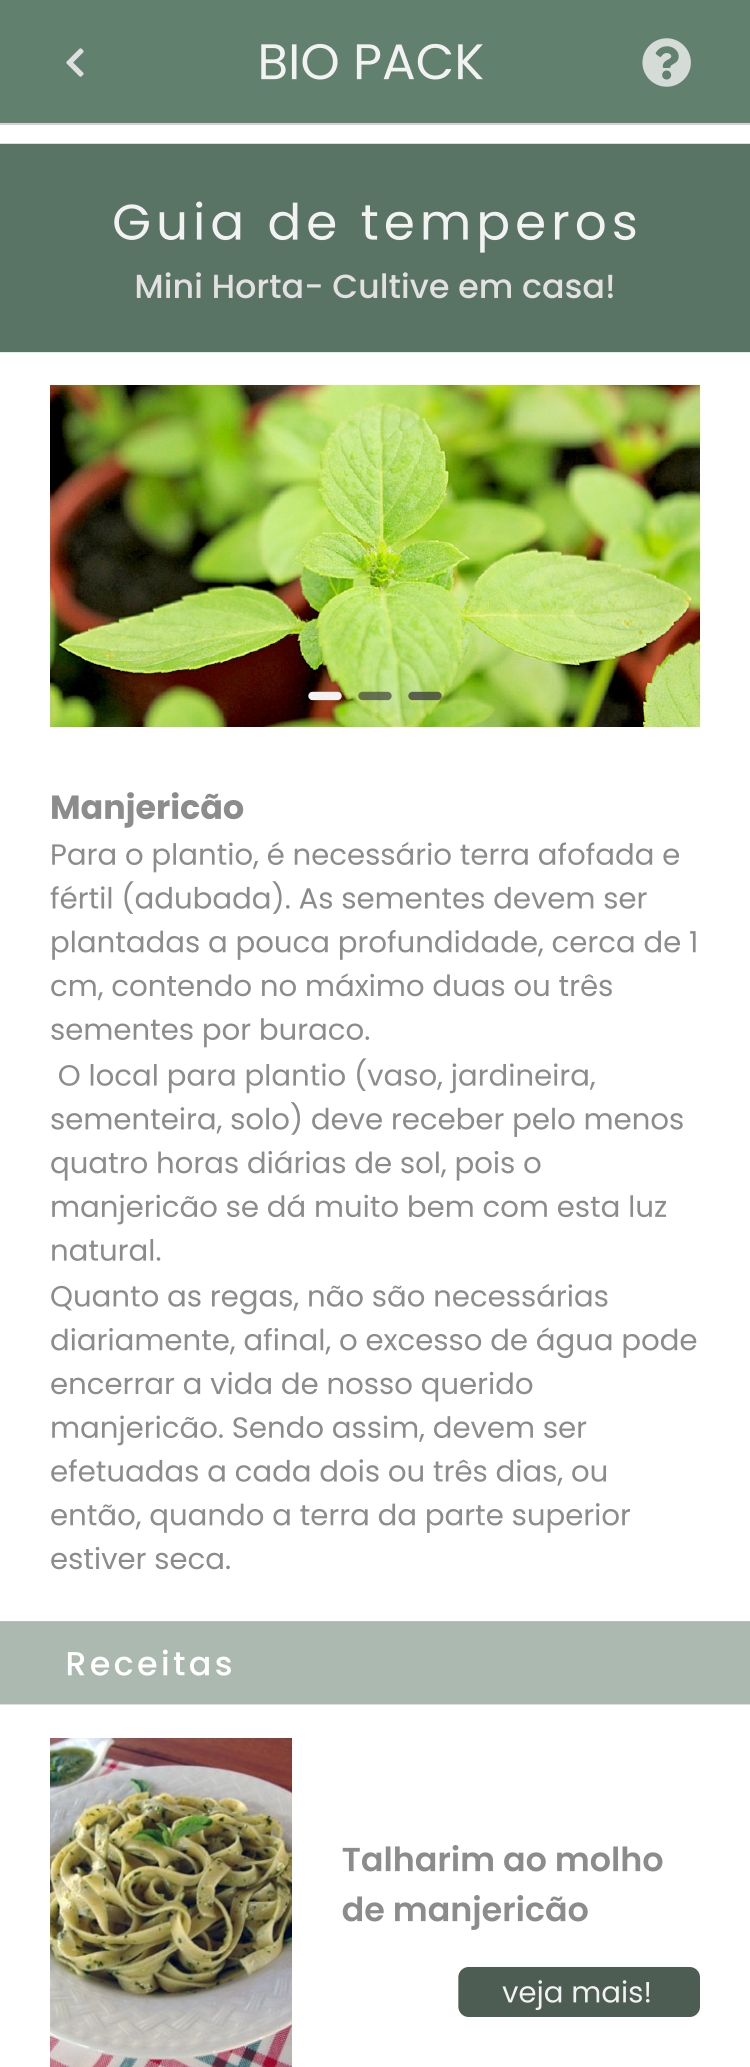 BIO PACK
Guia de temperos
Mini Horta- Cultive em casa!
Manjericão
Para o plantio, é necessário terra afofada e
fértil (adubada). As sementes devem ser
plantadas a pouca profundidade, cerca de 1
cm, contendo no máximo duas ou três
sementes por buraco.
O local para plantio (vaso, jardineira,
sementeira, solo) deve receber pelo menos
quatro horas diárias de sol, pois o
manjericão se dá muito bem com esta luz
natural.
Quanto as regas, não são necessárias
diariamente, afinal, o excesso de água pode
encerrar a vida de nosso querido
manjericão. Sendo assim, devem ser
efetuadas a cada dois ou três dias, ou
então, quando a terra da parte superior
estiver seca.
Receitas
Talharim ao molho
de manjericão
veja mais!